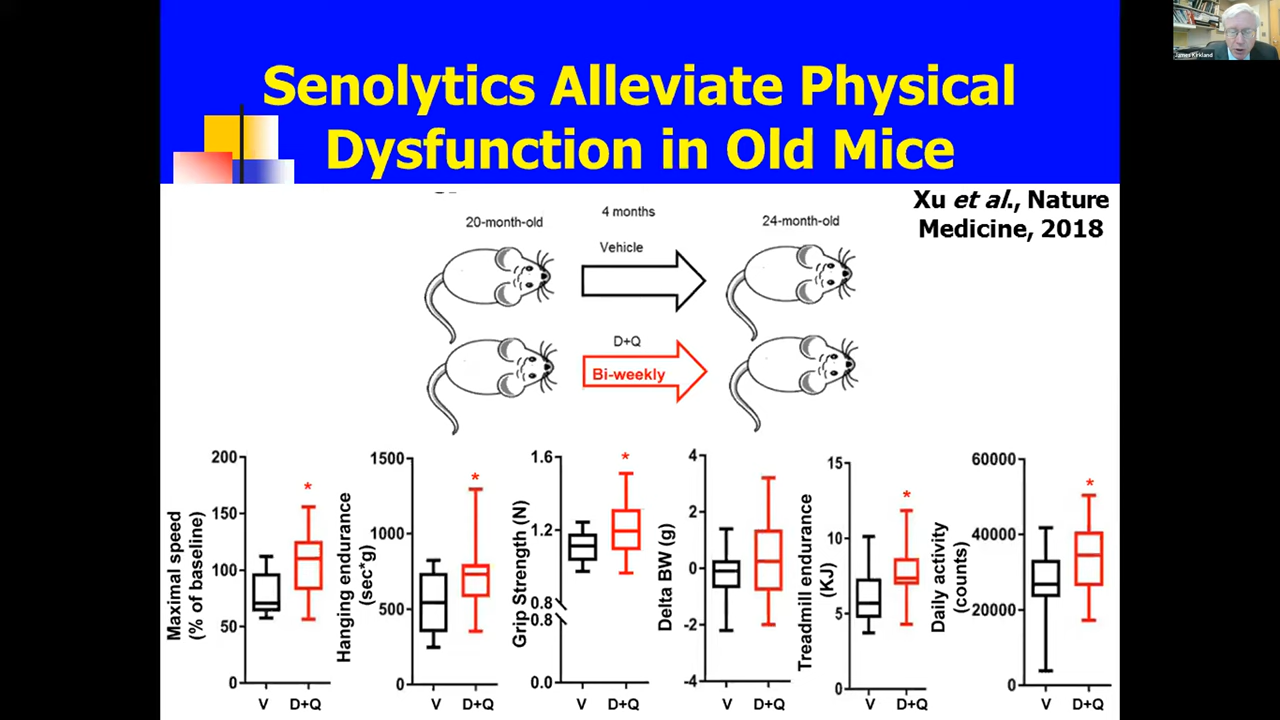 James Kirkland
Senolytics Alleviate Physical
Dysfunction in Old Mice
Xu et al., Nature
Medicine, 2018
20-month-old
4 months
24-month-old
Vehicle
D+Q
Bi-weekly
Maximal speed
(% of baseline)
200
150
100
50
0
*
V D+Q
Hanging endurance
(sec*g)
1500
1000
500
0
*
V D+Q
Grip Strength (N)
1.6
1.2
0.8
0.8
0.0
*
V D+Q
Delta BW (g)
4
2
0
-2
-4
V D+Q
Treadmill endurance
(KJ)
15
10
5
0
*
V D+Q
Daily activity
(counts)
60000
40000
20000
0
*
V D+Q